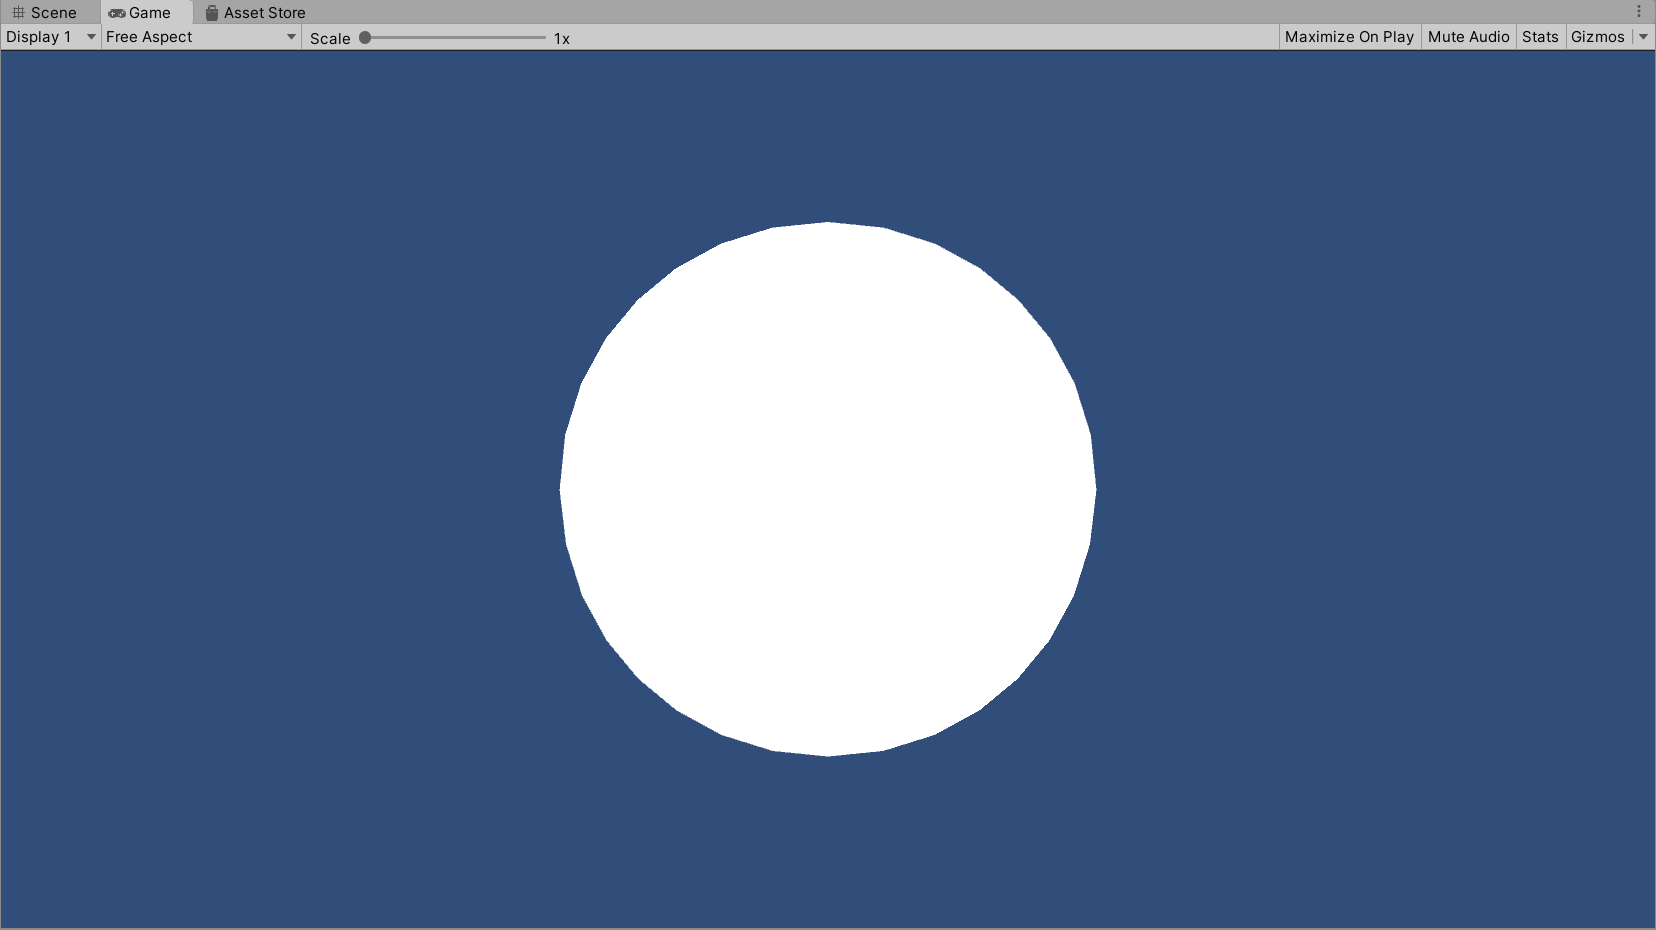 Scene Game Asset Store
Display 1 Free Aspect Scale 1x Maximize On Play Mute Audio Stats Gizmos